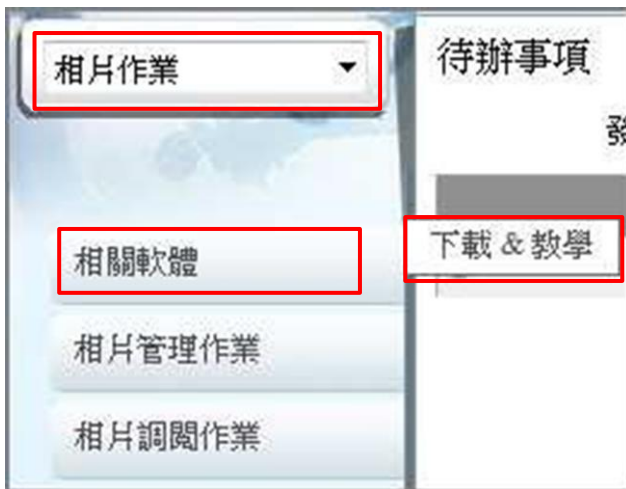 相片作業
待辦事項
相關軟體
下載 & 教學
相片管理作業
相片調閱作業